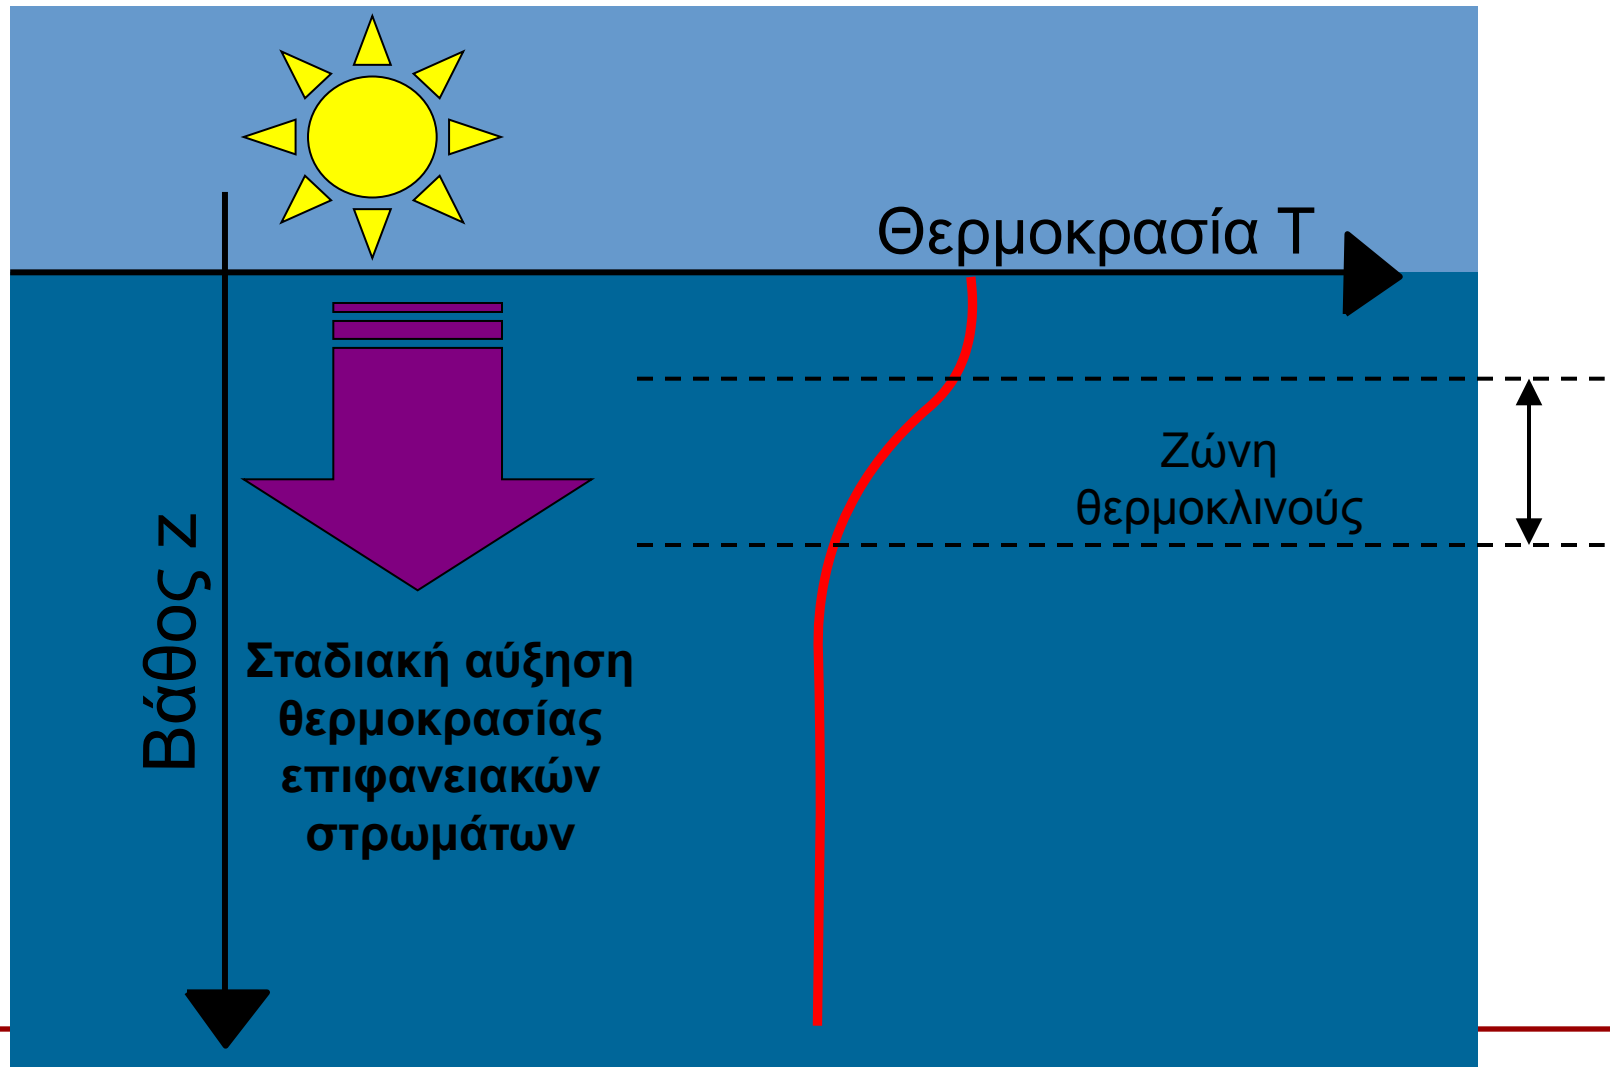 Θερμοκρασία Τ
Ζώνη
θερμοκλινούς
Βάθος z
Σταδιακή αύξηση
θερμοκρασίας
επιφανειακών
στρωμάτων